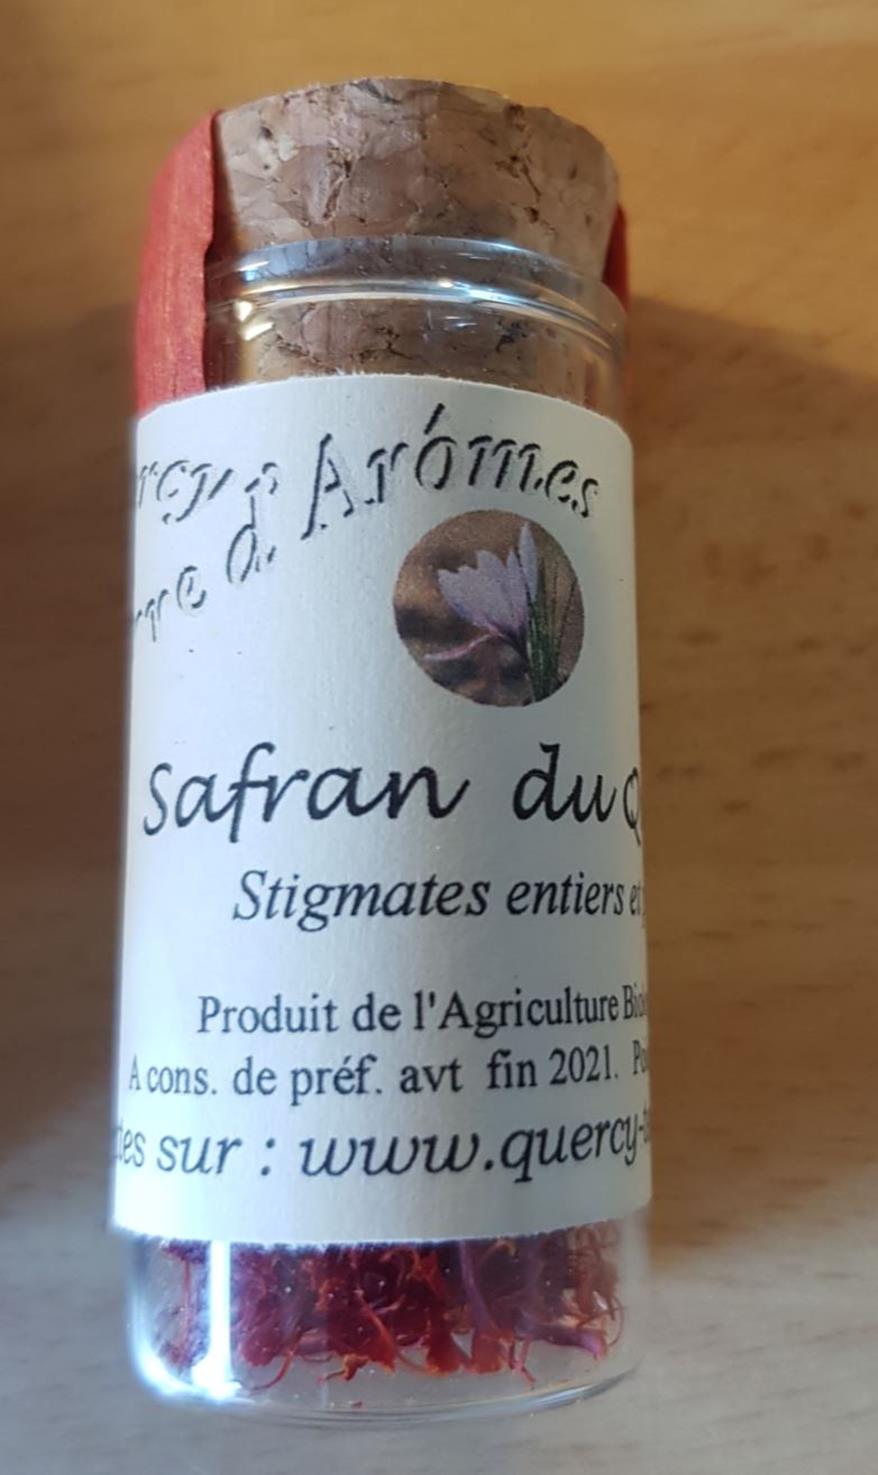 d'Arômes
Safran du
Stigmates entiers
Produit de l'Agriculture
A cons. de préf. avt fin 2021.
sur : www.quercy-